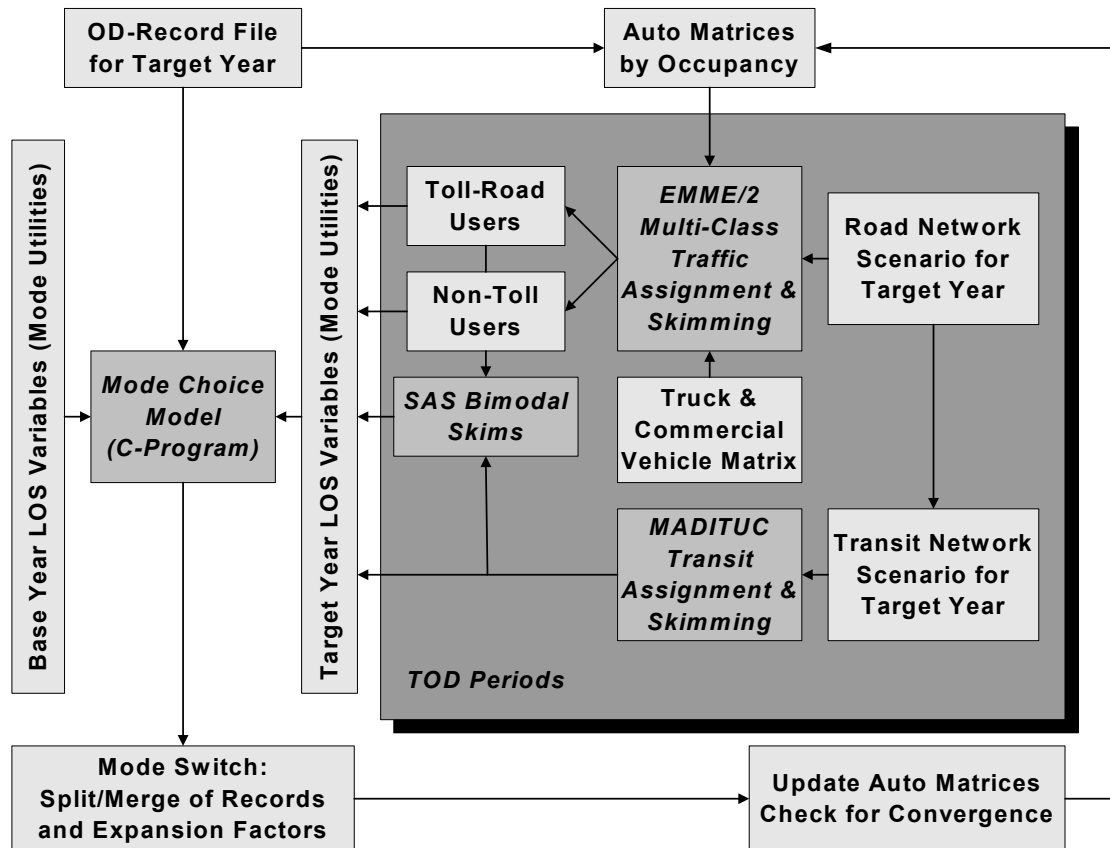 OD-Record File
for Target Year
Auto Matrices
by Occupancy
Base Year LOS Variables (Mode Utilities)
Target Year LOS Variables (Mode Utilities)
Toll-Road
Users
Non-Toll
Users
EMME/2
Multi-Class
Traffic
Assignment &
Skimming
Road Network
Scenario for
Target Year
Mode Choice
Model
(C-Program)
SAS Bimodal
Skims
Truck &
Commercial
Vehicle Matrix
MADITUC
Transit
Assignment &
Skimming
Transit Network
Scenario for
Target Year
TOD Periods
Mode Switch:
Split/Merge of Records
and Expansion Factors
Update Auto Matrices
Check for Convergence